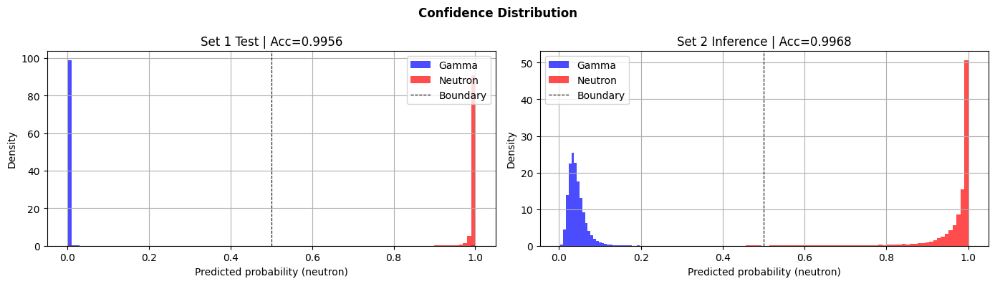 Confidence Distribution
Set 1 Test | Acc=0.9956
Density
100
80
60
40
20
0
0.0 0.2 0.4 0.6 0.8 1.0
Predicted probability (neutron)
Gamma
Neutron
Boundary
Set 2 Inference | Acc=0.9968
Density
50
40
30
20
10
0
0.0 0.2 0.4 0.6 0.8 1.0
Predicted probability (neutron)
Gamma
Neutron
Boundary